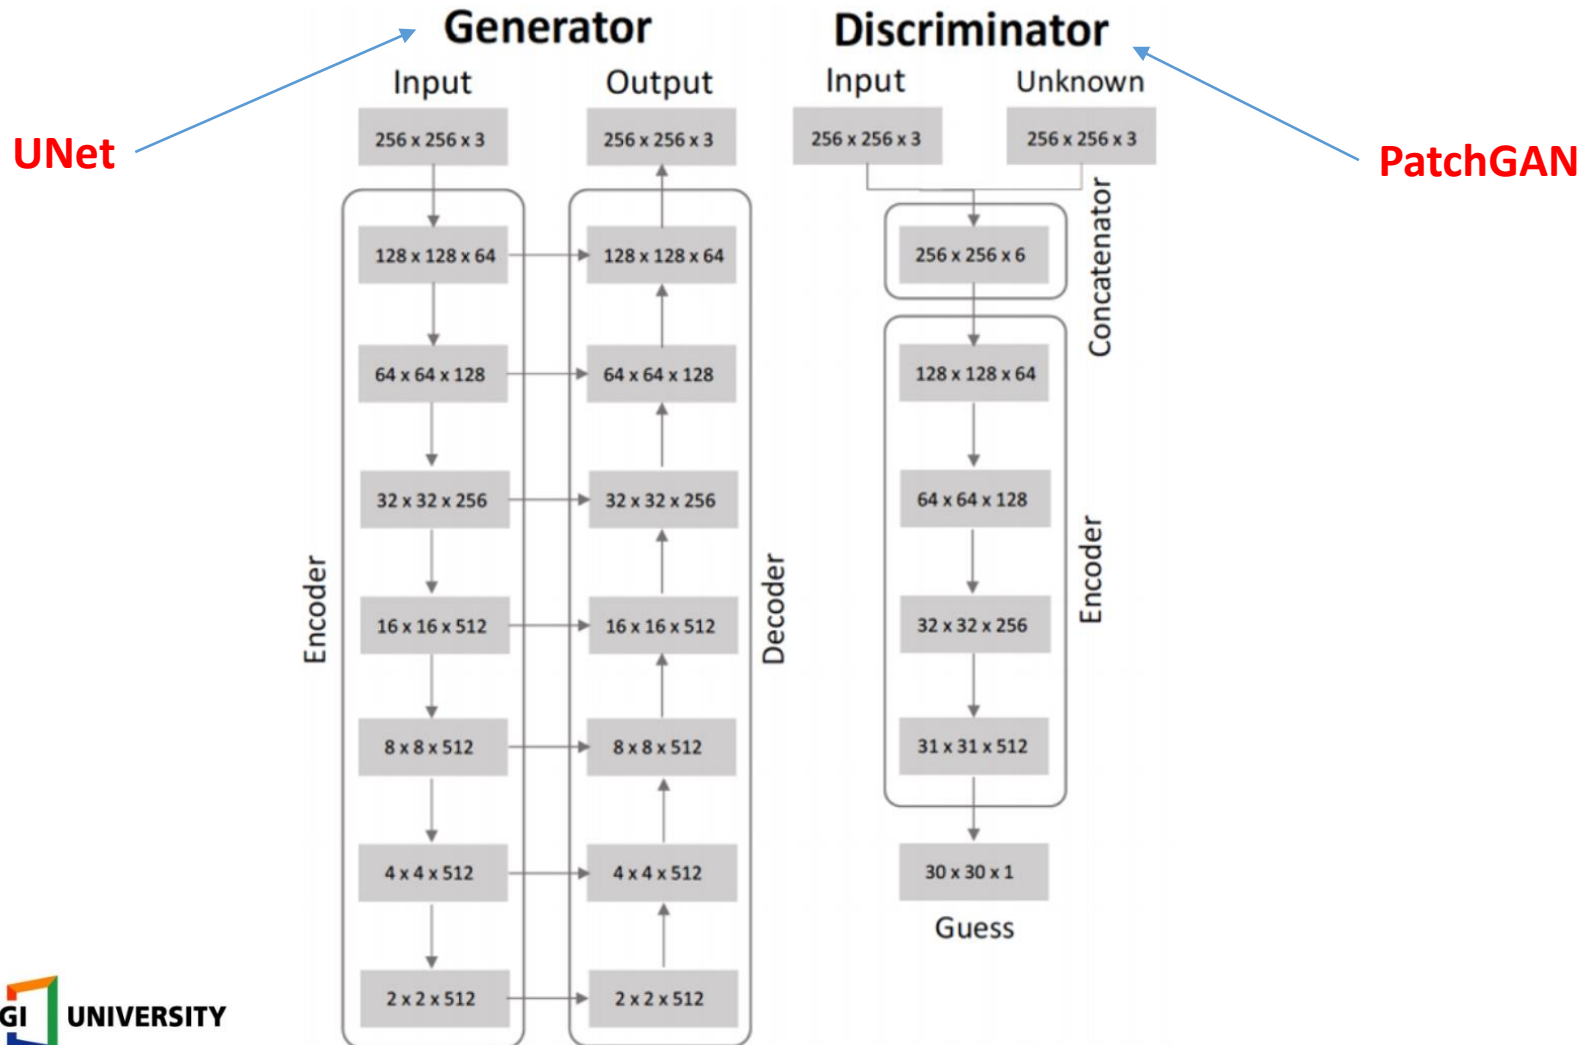 Generator
Discriminator
UNet
PatchGAN
Input
Output
256 x 256 x 3
256 x 256 x 3
128 x 128 x 64
128 x 128 x 64
64 x 64 x 128
64 x 64 x 128
32 x 32 x 256
32 x 32 x 256
16 x 16 x 512
16 x 16 x 512
8 x 8 x 512
8 x 8 x 512
4 x 4 x 512
4 x 4 x 512
2 x 2 x 512
2 x 2 x 512
Encoder
Decoder
Input
Unknown
256 x 256 x 3
256 x 256 x 3
256 x 256 x 6
Concatenator
128 x 128 x 64
64 x 64 x 128
32 x 32 x 256
31 x 31 x 512
Encoder
30 x 30 x 1
Guess
GI UNIVERSITY